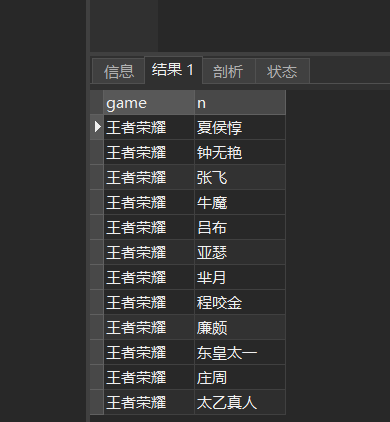 信息 结果 1 剖析 状态
game n
王者荣耀 夏侯惇
王者荣耀 钟无艳
王者荣耀 张飞
王者荣耀 牛魔
王者荣耀 吕布
王者荣耀 亚瑟
王者荣耀 芈月
王者荣耀 程咬金
王者荣耀 廉颇
王者荣耀 东皇太一
王者荣耀 庄周
王者荣耀 太乙真人